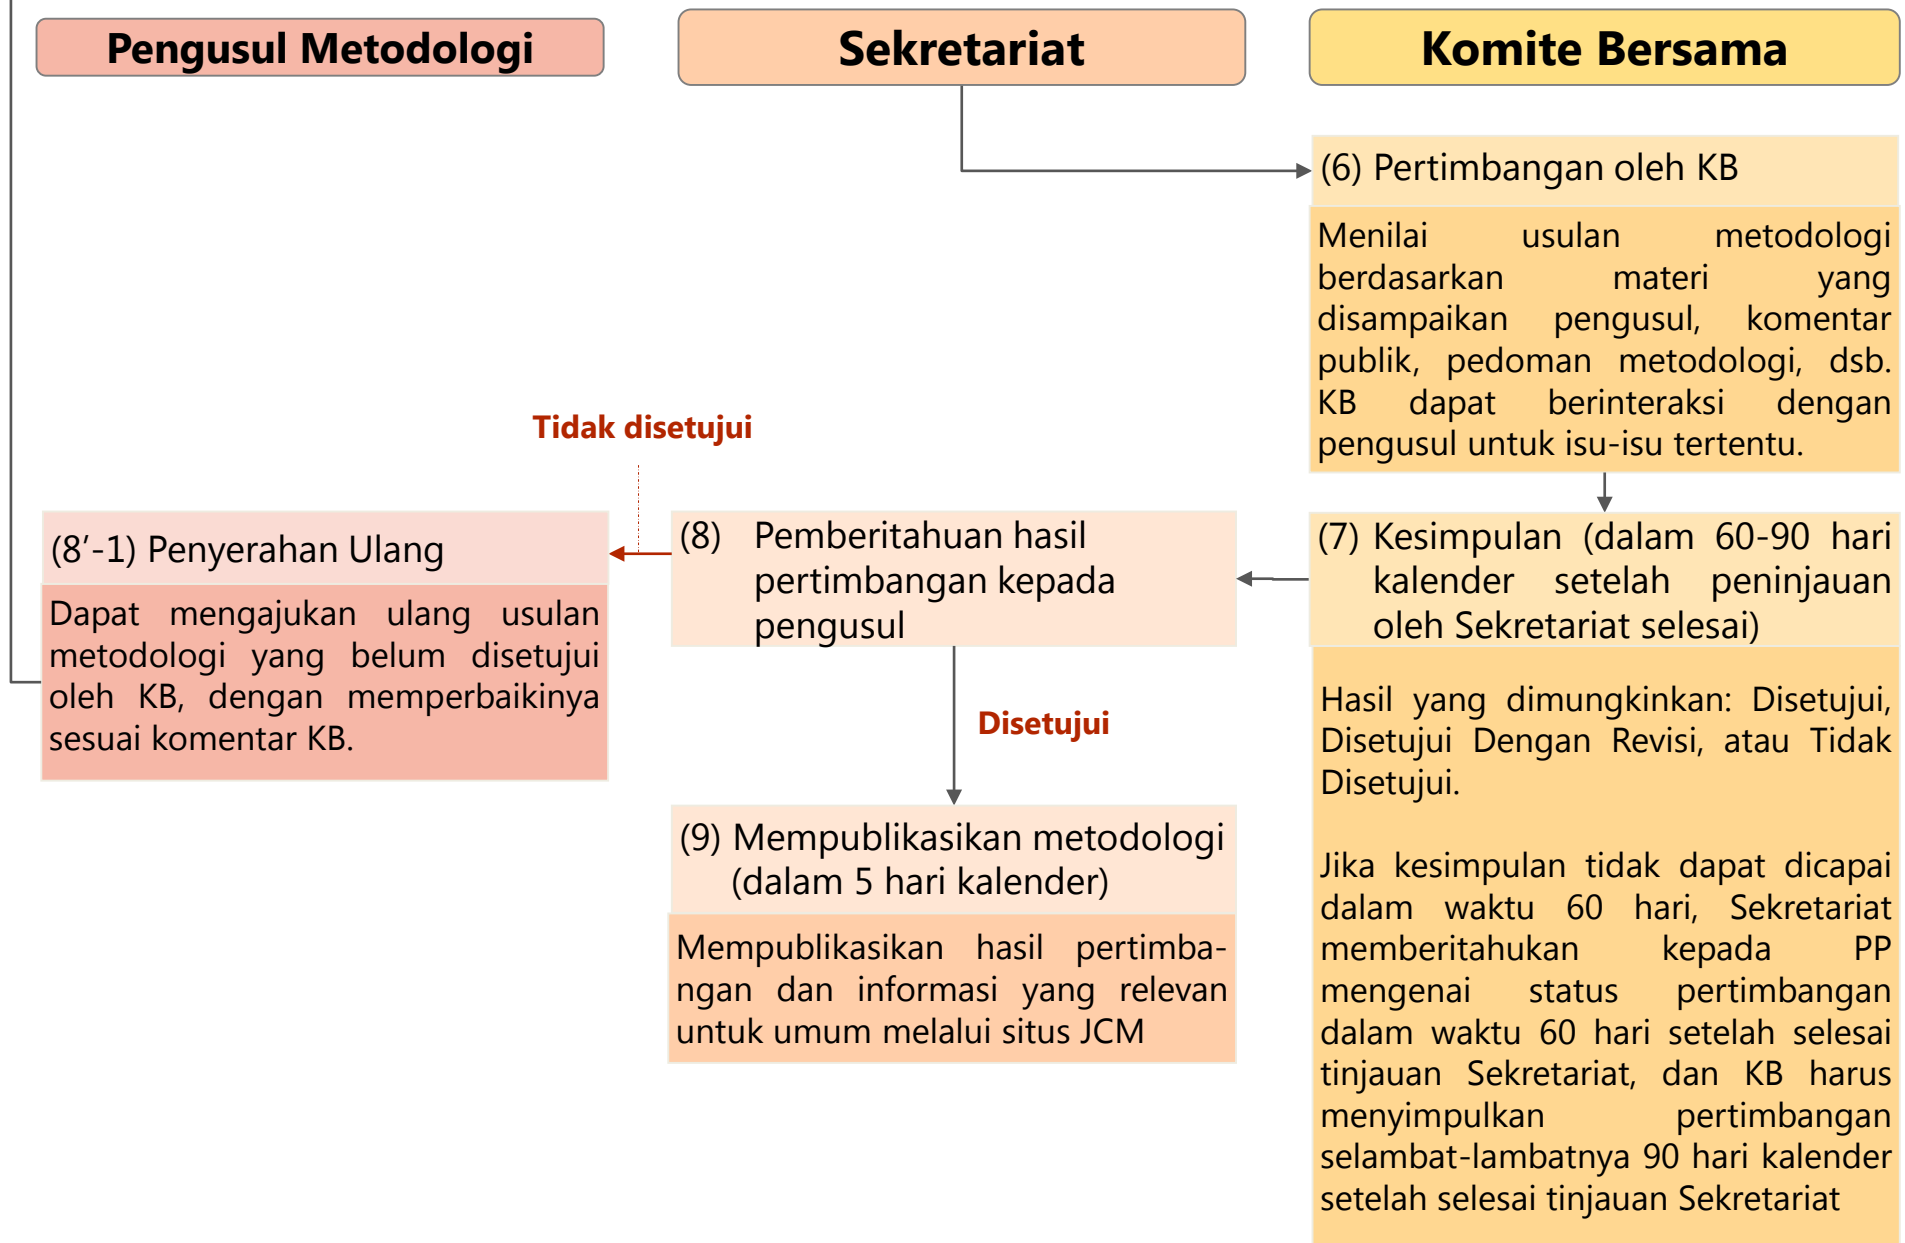 Pengusul Metodologi
Sekretariat
Komite Bersama
(6) Pertimbangan oleh KB
Menilai usulan metodologi
berdasarkan materi yang
disampaikan pengusul, komentar
publik, pedoman metodologi, dsb.
KB dapat berinteraksi dengan
pengusul untuk isu-isu tertentu.
Tidak disetujui
(8'-1) Penyerahan Ulang
Dapat mengajukan ulang usulan
metodologi yang belum disetujui
oleh KB, dengan memperbaikinya
sesuai komentar KB.
(8) Pemberitahuan hasil
pertimbangan kepada
pengusul
(7) Kesimpulan (dalam 60-90 hari
kalender setelah peninjauan
oleh Sekretariat selesai)
Hasil yang dimungkinkan: Disetujui,
Disetujui Dengan Revisi, atau Tidak
Disetujui.
Jika kesimpulan tidak dapat dicapai
dalam waktu 60 hari, Sekretariat
memberitahukan kepada PP
mengenai status pertimbangan
dalam waktu 60 hari setelah selesai
tinjauan Sekretariat, dan KB harus
menyimpulkan pertimbangan
selambat-lambatnya 90 hari kalender
setelah selesai tinjauan Sekretariat
Disetujui
(9) Mempublikasikan metodologi
(dalam 5 hari kalender)
Mempublikasikan hasil pertimba-
ngan dan informasi yang relevan
untuk umum melalui situs JCM